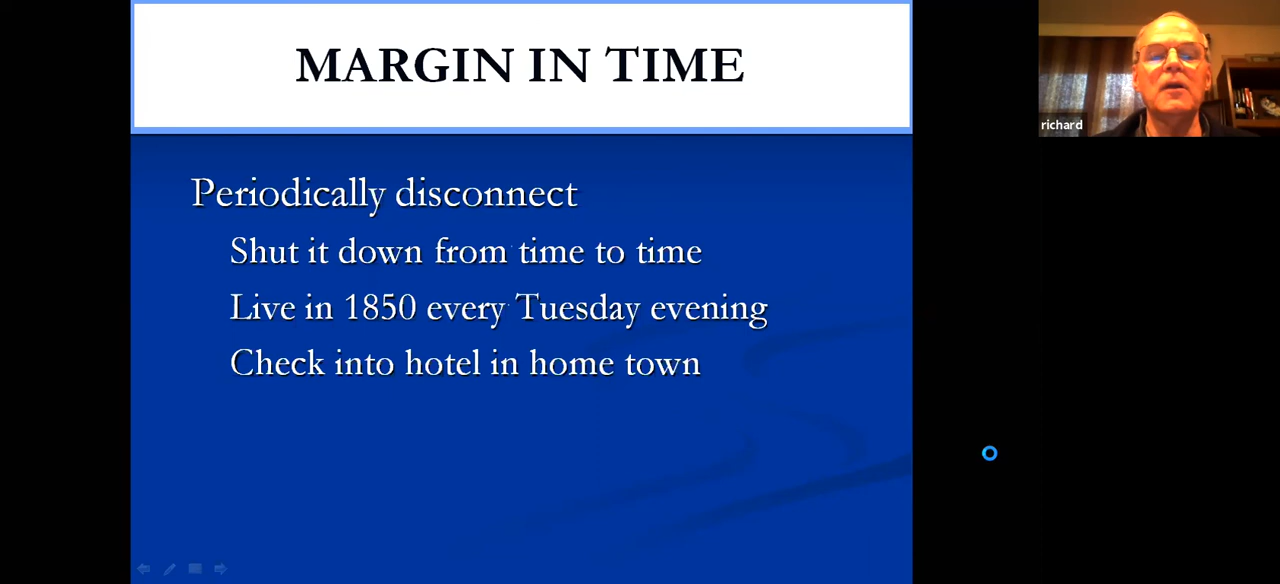 MARGIN IN TIME
richard
Periodically disconnect
Shut it down from time to time
Live in 1850 every Tuesday evening
Check into hotel in home town